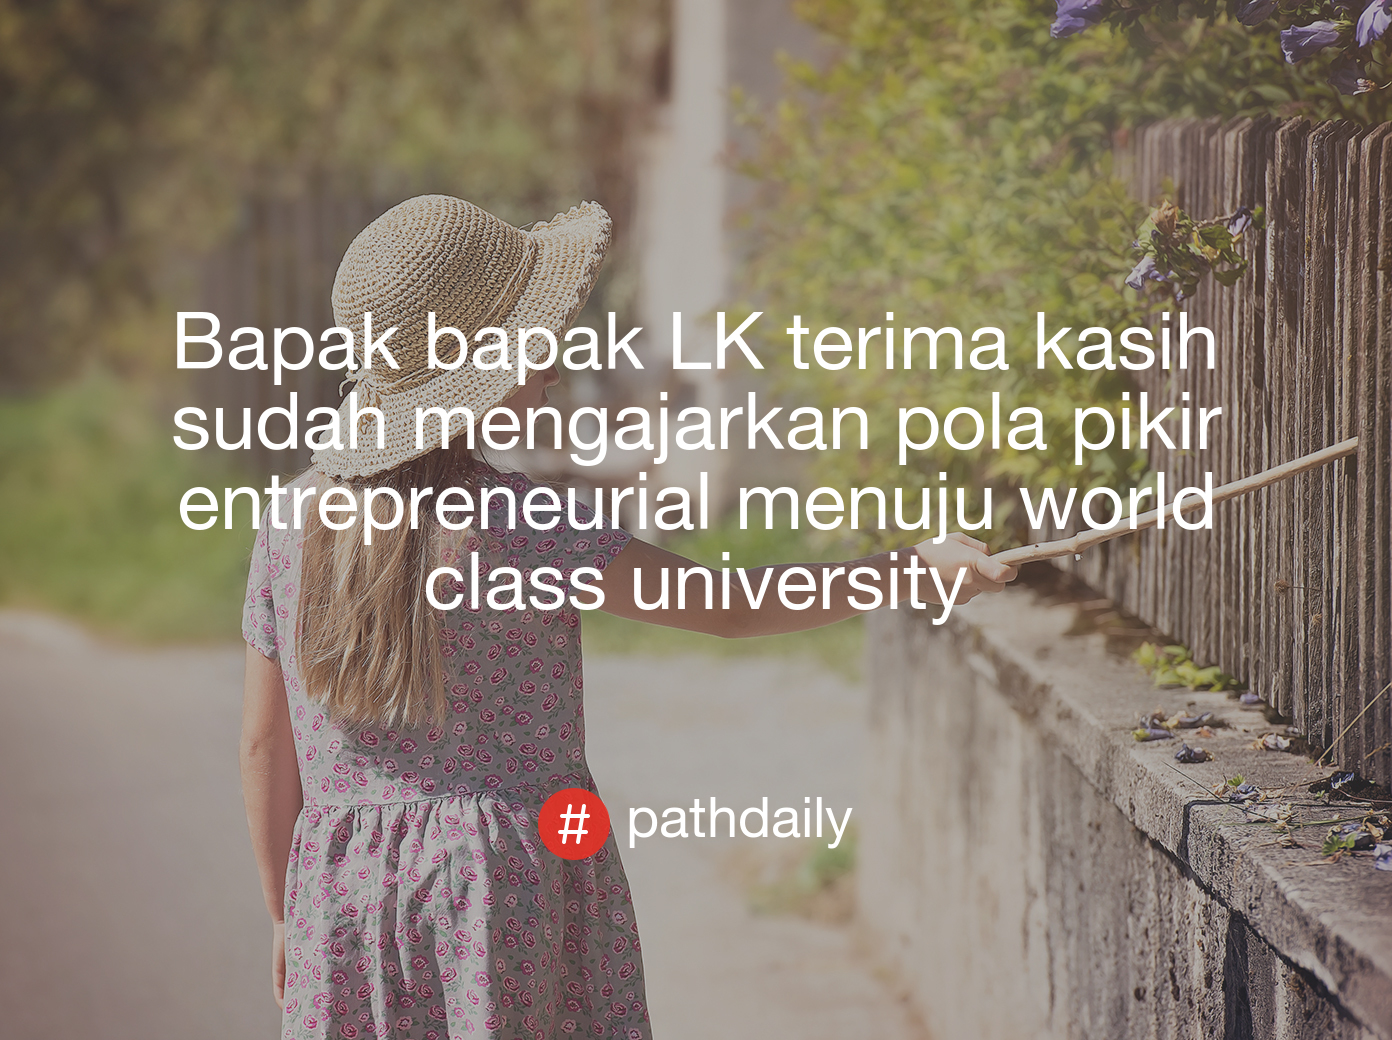 Bapak bapak LK terima kasih
sudah mengajarkan pola pikir
entrepreneurial menuju world
class university
# pathdaily